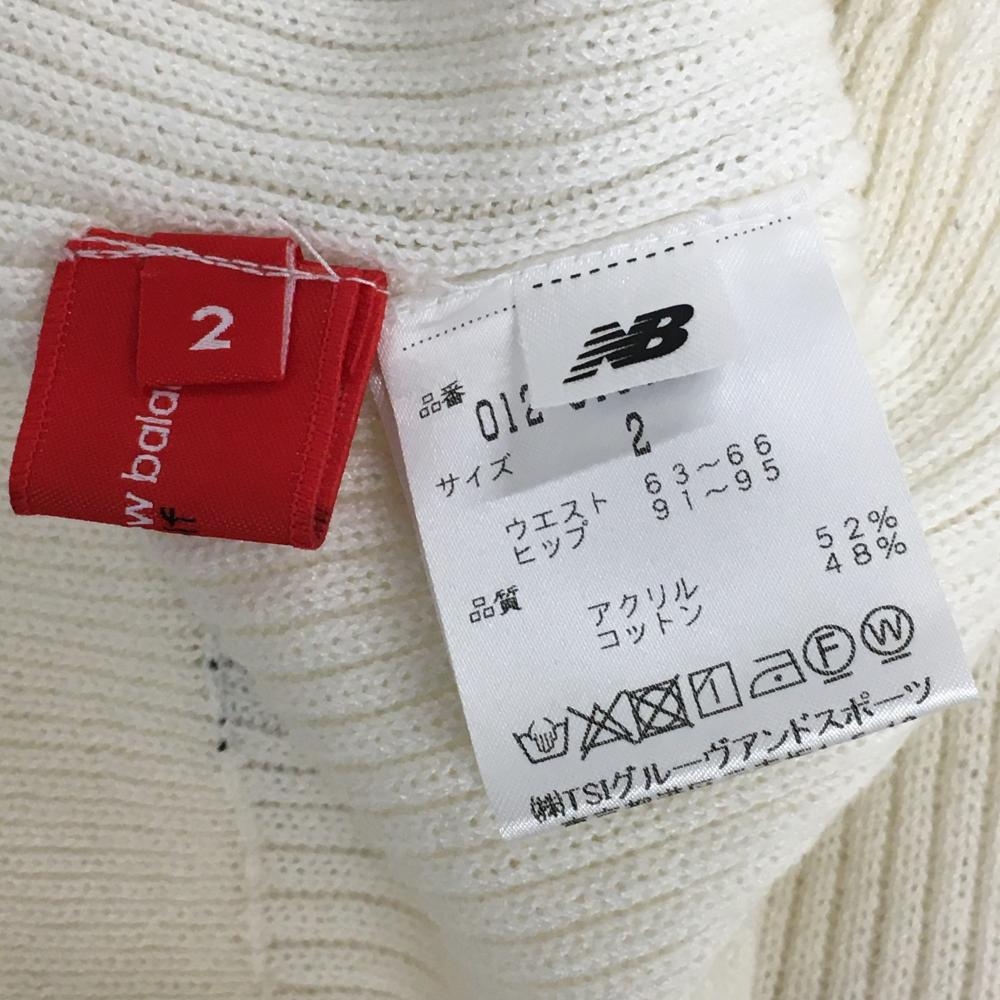 2
w bala
lf
NB
品番 012
サイズ 2
ウエスト 63～66
ヒップ 91～95
品質 アクリル 52%
コットン 48%
F W
(株)TSIグルーヴアンドスポーツ